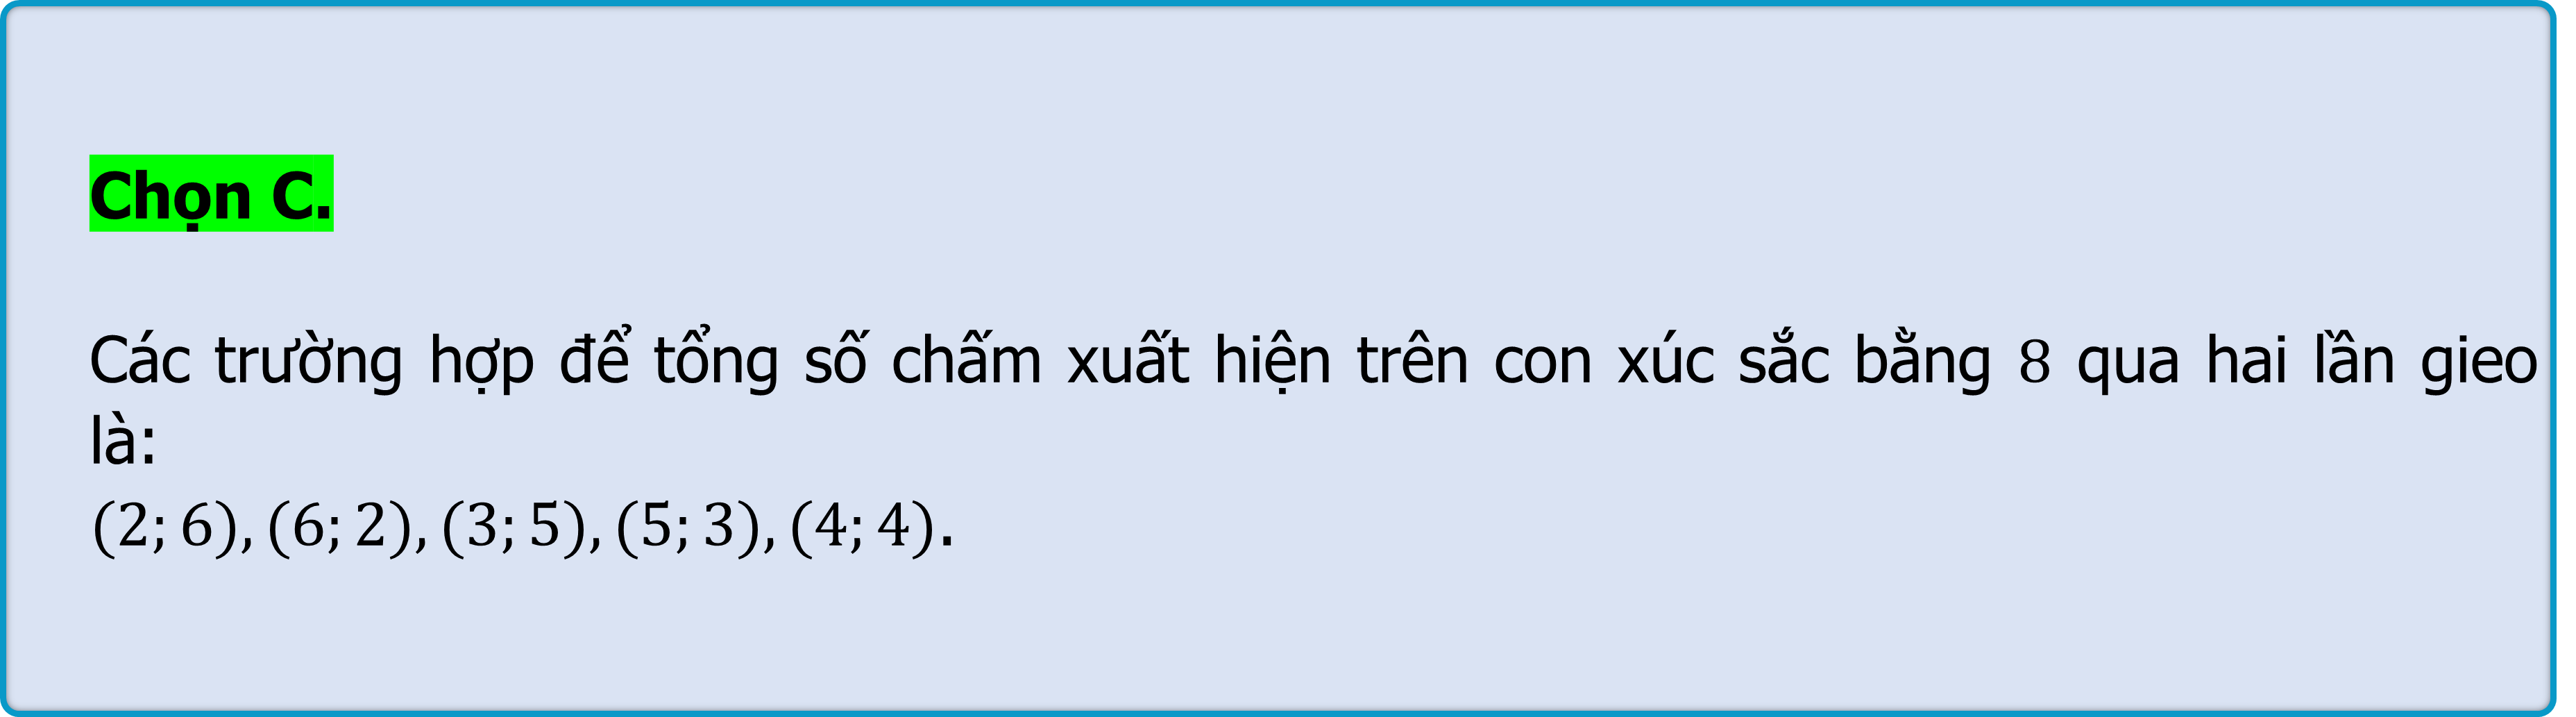 Chọn C.
Các trường hợp để tổng số chấm xuất hiện trên con xúc sắc bằng 8 qua hai lần gieo
là:
(2; 6), (6; 2), (3; 5), (5; 3), (4; 4).